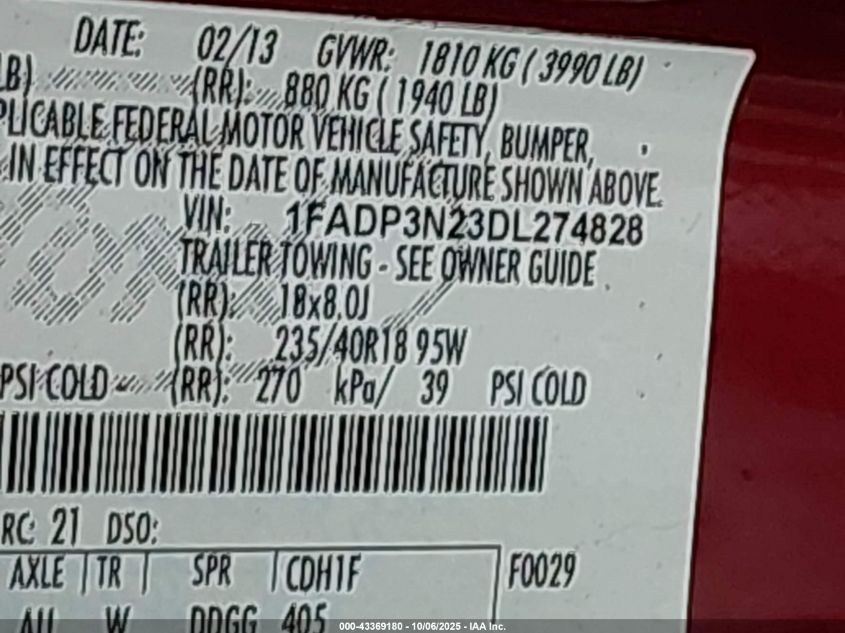 DATE: 02/13 GVWR: 1810 KG ( 3990 LB)
LB) (RR): 880 KG ( 1940 LB)
PLICABLE FEDERAL MOTOR VEHICLE SAFETY, BUMPER,
IN EFFECT ON THE DATE OF MANUFACTURE SHOWN ABOVE.
VIN: 1FADP3N23DL274828
TRAILER TOWING - SEE OWNER GUIDE
(RR): 18x8.0J
(RR): 235/40R18 95W
PSI COLD (RR): 270 kPa/ 39 PSI COLD
RC: 21 DSO:
AXLE TR SPR CDH1F F0029
AU W DDGG 405
000-43369180 - 10/06/2025 - IAA Inc.